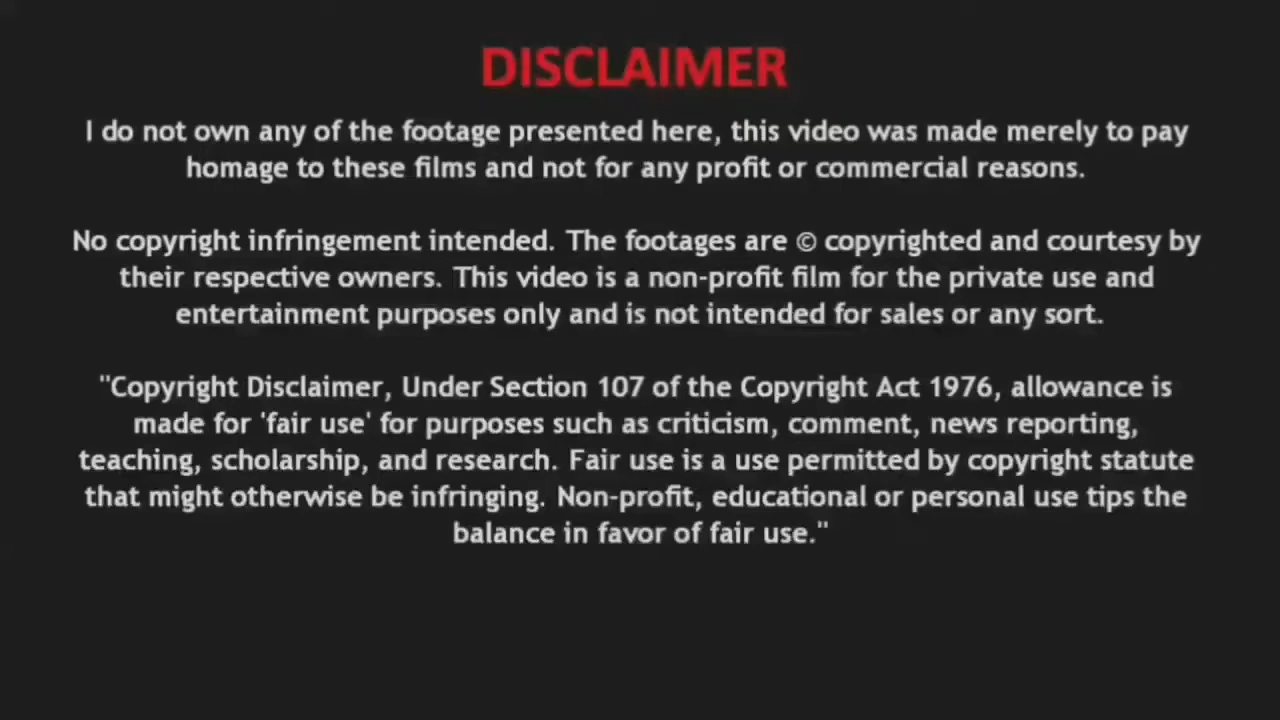 DISCLAIMER
I do not own any of the footage presented here, this video was made merely to pay
homage to these films and not for any profit or commercial reasons.
No copyright infringement intended. The footages are © copyrighted and courtesy by
their respective owners. This video is a non-profit film for the private use and
entertainment purposes only and is not intended for sales or any sort.
"Copyright Disclaimer, Under Section 107 of the Copyright Act 1976, allowance is
made for 'fair use' for purposes such as criticism, comment, news reporting,
teaching, scholarship, and research. Fair use is a use permitted by copyright statute
that might otherwise be infringing. Non-profit, educational or personal use tips the
balance in favor of fair use."